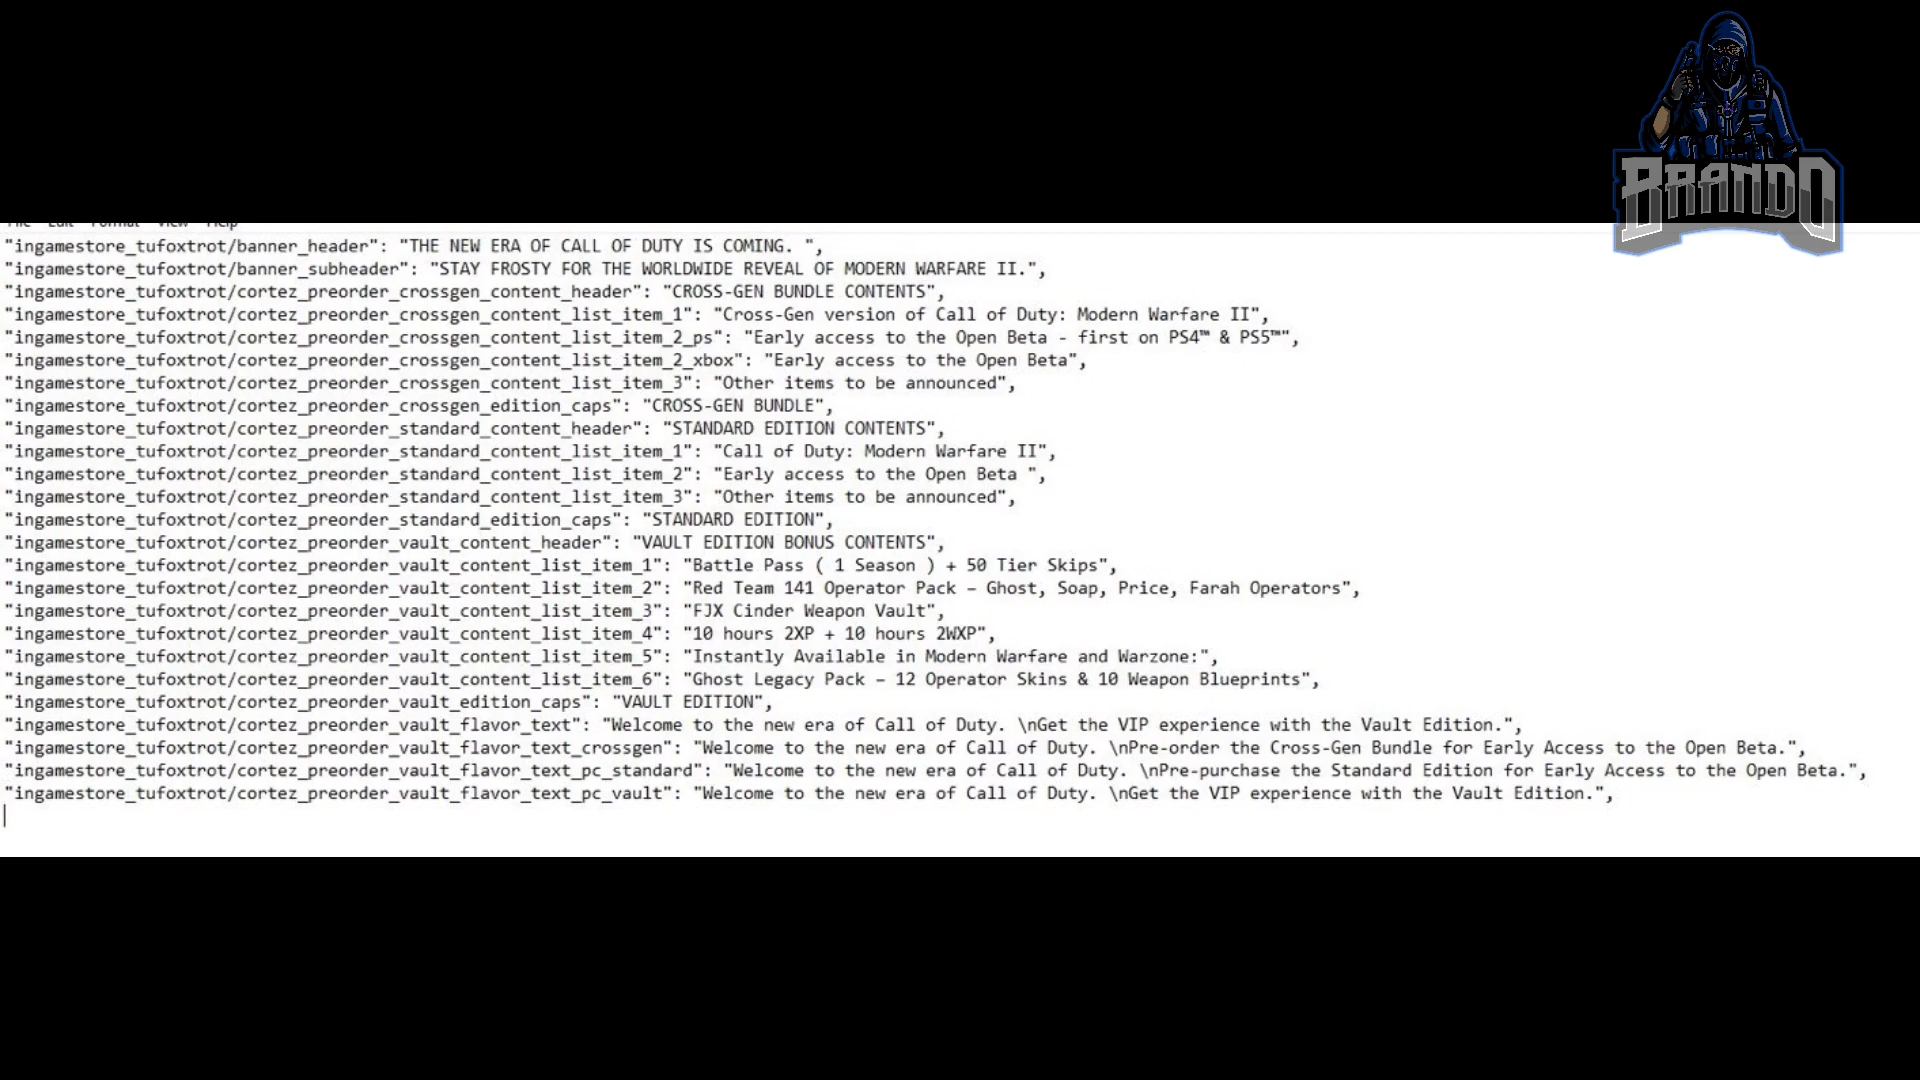 BRANDO
File Edit Format View Help
"ingamestore_tufoxtrot/banner_header": "THE NEW ERA OF CALL OF DUTY IS COMING. ",
"ingamestore_tufoxtrot/banner_subheader": "STAY FROSTY FOR THE WORLDWIDE REVEAL OF MODERN WARFARE II.",
"ingamestore_tufoxtrot/cortez_preorder_crossgen_content_header": "CROSS-GEN BUNDLE CONTENTS",
"ingamestore_tufoxtrot/cortez_preorder_crossgen_content_list_item_1": "Cross-Gen version of Call of Duty: Modern Warfare II",
"ingamestore_tufoxtrot/cortez_preorder_crossgen_content_list_item_2_ps": "Early access to the Open Beta - first on PS4™ & PS5™",
"ingamestore_tufoxtrot/cortez_preorder_crossgen_content_list_item_2_xbox": "Early access to the Open Beta",
"ingamestore_tufoxtrot/cortez_preorder_crossgen_content_list_item_3": "Other items to be announced",
"ingamestore_tufoxtrot/cortez_preorder_crossgen_edition_caps": "CROSS-GEN BUNDLE",
"ingamestore_tufoxtrot/cortez_preorder_standard_content_header": "STANDARD EDITION CONTENTS",
"ingamestore_tufoxtrot/cortez_preorder_standard_content_list_item_1": "Call of Duty: Modern Warfare II",
"ingamestore_tufoxtrot/cortez_preorder_standard_content_list_item_2": "Early access to the Open Beta ",
"ingamestore_tufoxtrot/cortez_preorder_standard_content_list_item_3": "Other items to be announced",
"ingamestore_tufoxtrot/cortez_preorder_standard_edition_caps": "STANDARD EDITION",
"ingamestore_tufoxtrot/cortez_preorder_vault_content_header": "VAULT EDITION BONUS CONTENTS",
"ingamestore_tufoxtrot/cortez_preorder_vault_content_list_item_1": "Battle Pass ( 1 Season ) + 50 Tier Skips",
"ingamestore_tufoxtrot/cortez_preorder_vault_content_list_item_2": "Red Team 141 Operator Pack – Ghost, Soap, Price, Farah Operators",
"ingamestore_tufoxtrot/cortez_preorder_vault_content_list_item_3": "FJX Cinder Weapon Vault",
"ingamestore_tufoxtrot/cortez_preorder_vault_content_list_item_4": "10 hours 2XP + 10 hours 2WXP",
"ingamestore_tufoxtrot/cortez_preorder_vault_content_list_item_5": "Instantly Available in Modern Warfare and Warzone:",
"ingamestore_tufoxtrot/cortez_preorder_vault_content_list_item_6": "Ghost Legacy Pack – 12 Operator Skins & 10 Weapon Blueprints",
"ingamestore_tufoxtrot/cortez_preorder_vault_edition_caps": "VAULT EDITION",
"ingamestore_tufoxtrot/cortez_preorder_vault_flavor_text": "Welcome to the new era of Call of Duty. \nGet the VIP experience with the Vault Edition.",
"ingamestore_tufoxtrot/cortez_preorder_vault_flavor_text_crossgen": "Welcome to the new era of Call of Duty. \nPre-order the Cross-Gen Bundle for Early Access to the Open Beta.",
"ingamestore_tufoxtrot/cortez_preorder_vault_flavor_text_pc_standard": "Welcome to the new era of Call of Duty. \nPre-purchase the Standard Edition for Early Access to the Open Beta.",
"ingamestore_tufoxtrot/cortez_preorder_vault_flavor_text_pc_vault": "Welcome to the new era of Call of Duty. \nGet the VIP experience with the Vault Edition.",